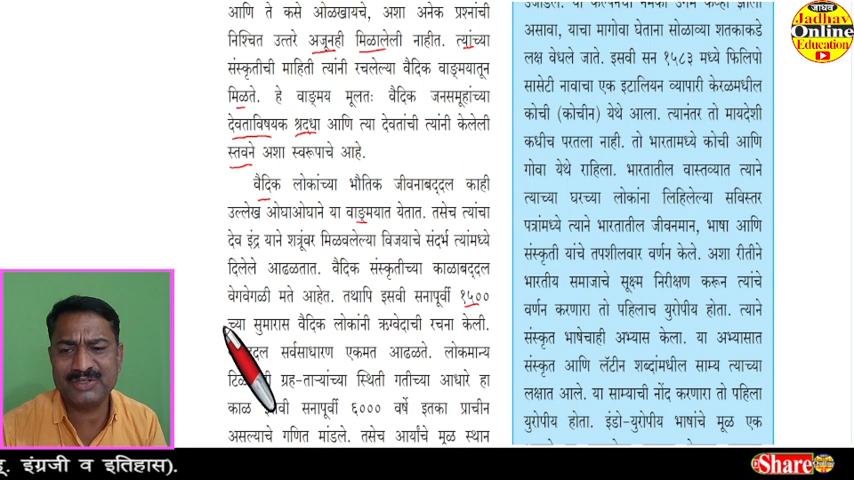 आणि ते कसे ओळखायचे, अशा अनेक प्रश्नांची
निश्चित उत्तरे अजूनही मिळालेली नाहीत. त्यांच्या
संस्कृतीची माहिती त्यांनी रचलेल्या वैदिक वाङ्मयातून
मिळते. हे वाङ्मय मूलतः वैदिक जनसमूहांच्या
देवताविषयक श्रद्धा आणि त्या देवतांची त्यांनी केलेली
स्तवने अशा स्वरूपाचे आहे.
वैदिक लोकांच्या भौतिक जीवनाबद्दल काही
उल्लेख ओघाओघाने या वाङ्मयात येतात. तसेच त्यांचा
देव इंद्र याने शत्रूंवर मिळवलेल्या विजयाचे संदर्भ त्यांमध्ये
दिलेले आढळतात. वैदिक संस्कृतीच्या काळाबद्दल
वेगवेगळी मते आहेत. तथापि इसवी सनापूर्वी १५००
च्या सुमारास वैदिक लोकांनी ऋग्वेदाची रचना केली.
सर्वसाधारण एकमत आढळते. लोकमान्य
ग्रह-ताऱ्यांच्या स्थिती गतीच्या आधारे हा
काळ सनापूर्वी ६००० वर्षे इतका प्राचीन
असल्याचे गणित मांडले. तसेच आर्यांचे मूळ स्थान
असावा, याचा मागोवा घेताना सोळाव्या शतकाकडे
लक्ष वेधले जाते. इसवी सन १५८३ मध्ये फिलिपो
सासेटी नावाचा एक इटालियन व्यापारी केरळमधील
कोची (कोचीन) येथे आला. त्यानंतर तो मायदेशी
कधीच परतला नाही. तो भारतामध्ये कोची आणि
गोवा येथे राहिला. भारतातील वास्तव्यात त्याने
त्याच्या घरच्या लोकांना लिहिलेल्या सविस्तर
पत्रांमध्ये त्याने भारतातील जीवनमान, भाषा आणि
संस्कृती यांचे तपशीलवार वर्णन केले. अशा रीतीने
भारतीय समाजाचे सूक्ष्म निरीक्षण करून त्यांचे
वर्णन करणारा तो पहिलाच युरोपीय होता. त्याने
संस्कृत भाषेचाही अभ्यास केला. या अभ्यासात
संस्कृत आणि लॅटीन शब्दांमधील साम्य त्याच्या
लक्षात आले. या साम्याची नोंद करणारा तो पहिला
युरोपीय होता. इंडो-युरोपीय भाषांचे मूळ एक
जाधव
Jadhav
Online
Education
इंग्रजी व इतिहास).
Share